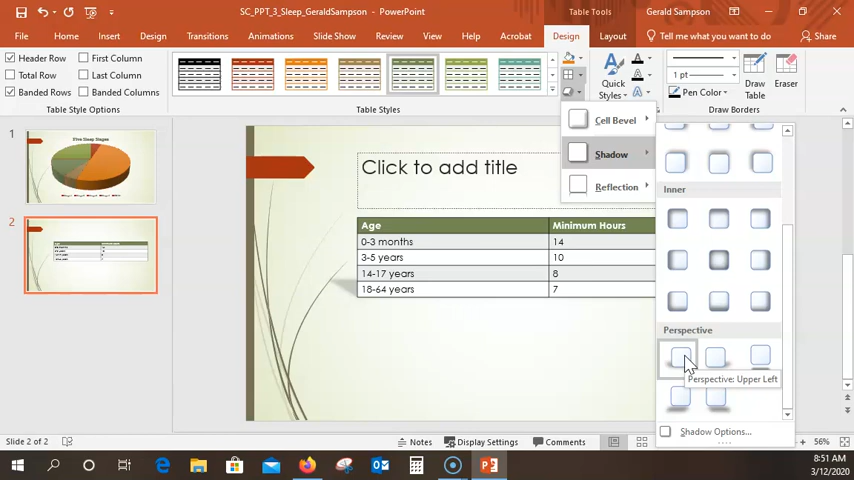 SC_PPT_3_Sleep_GeraldSampson - PowerPoint
Table Tools
Gerald Sampson
File
Home
Insert
Design
Transitions
Animations
Slide Show
Review
View
Help
Acrobat
Design
Layout
Tell me what you want to do
Share
Header Row
First Column
Total Row
Last Column
Banded Rows
Banded Columns
Table Style Options
Table Styles
Quick
Styles
1 pt
Pen Color
Draw
Table
Eraser
Draw Borders
Cell Bevel
Shadow
Reflection
Inner
Perspective
Perspective: Upper Left
Shadow Options...
1
Five Sleep Stages
2
Click to add title
Age Minimum Hours
0-3 months 14
3-5 years 10
14-17 years 8
18-64 years 7
Slide 2 of 2
Notes
Display Settings
Comments
56%
8:51 AM
3/12/2020